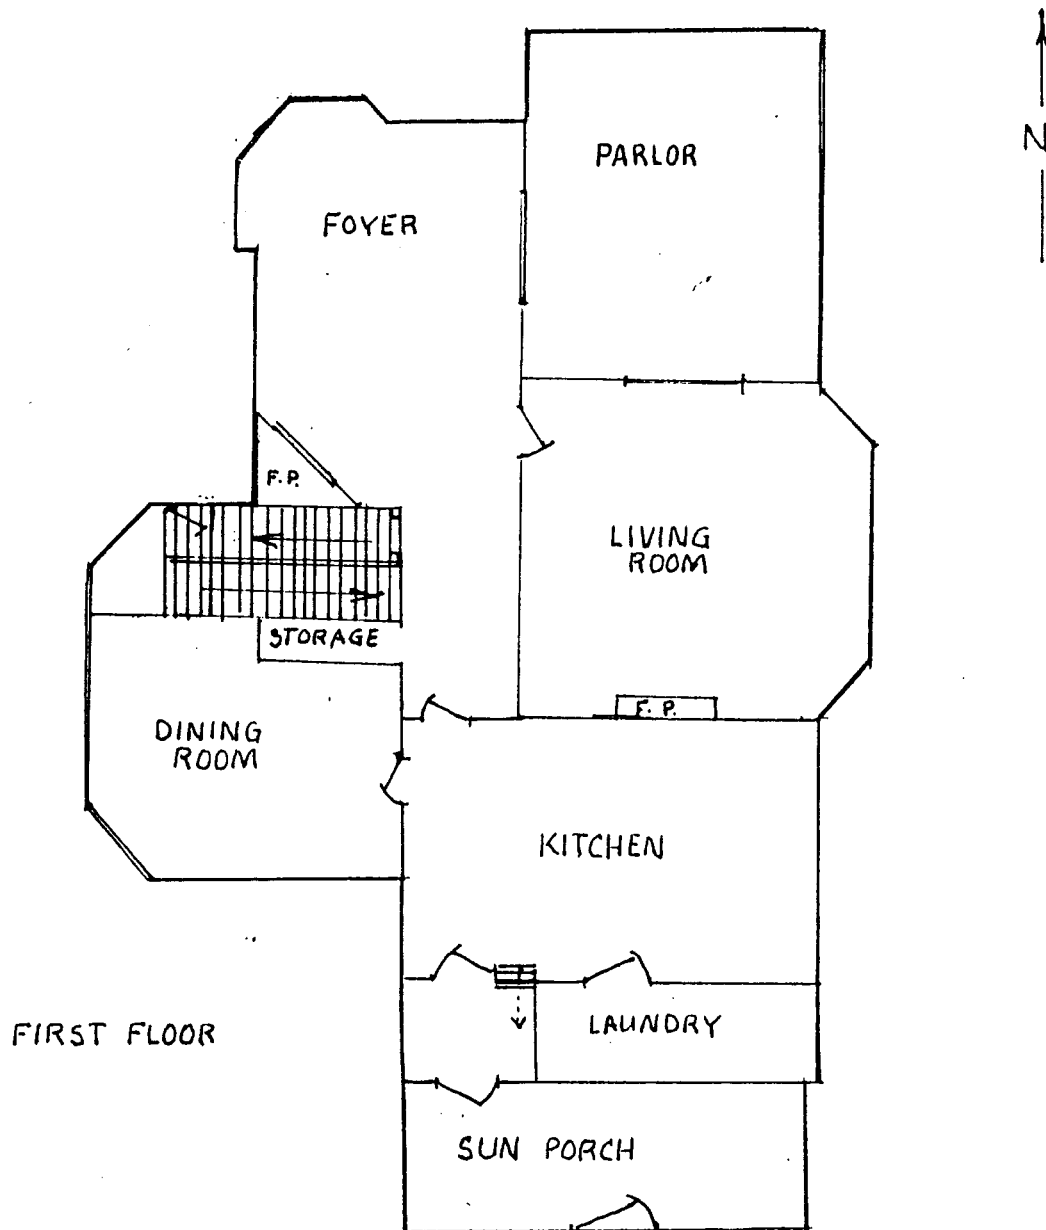 N
PARLOR
FOYER
F.P.
LIVING
ROOM
STORAGE
F. P.
DINING
ROOM
KITCHEN
FIRST FLOOR
LAUNDRY
SUN PORCH